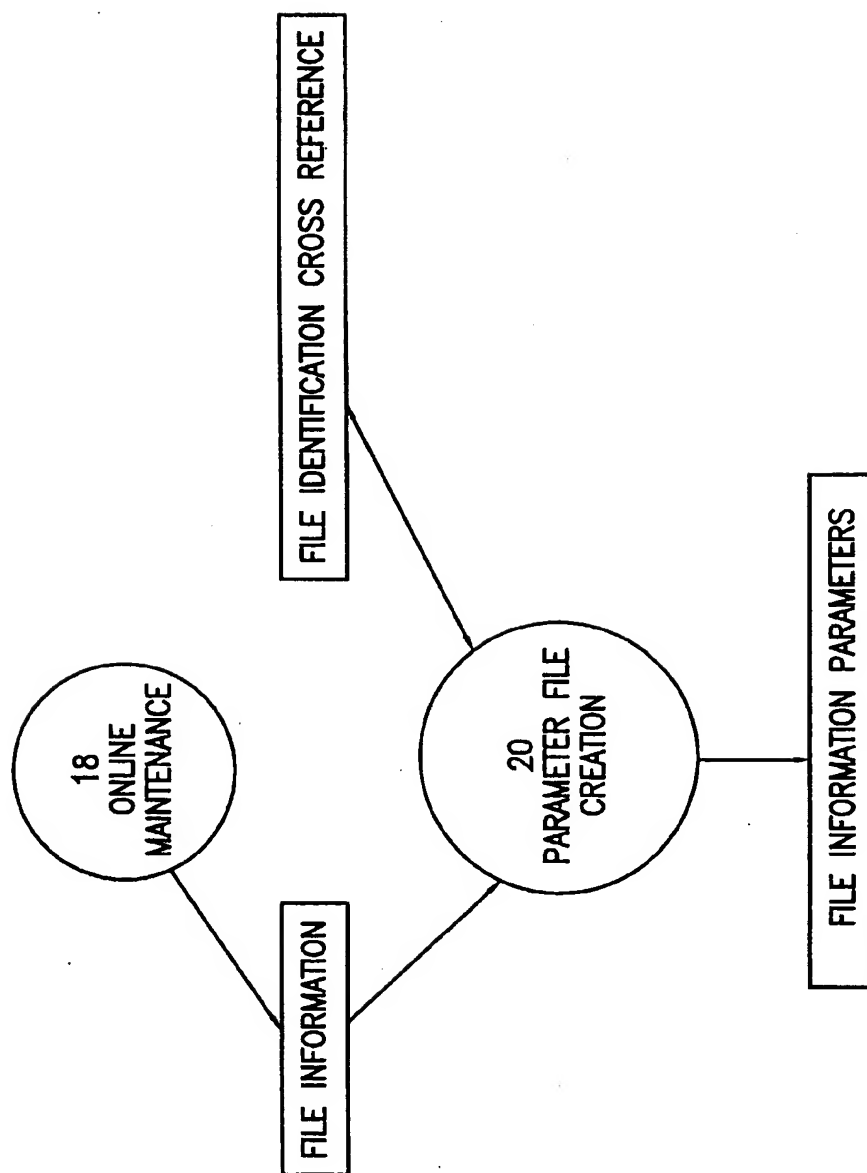 18
ONLINE
MAINTENANCE
FILE INFORMATION
FILE IDENTIFICATION CROSS REFERENCE
20
PARAMETER FILE
CREATION
FILE INFORMATION PARAMETERS